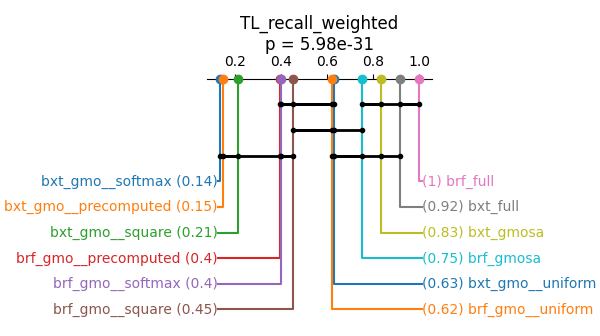 TL_recall_weighted
p = 5.98e-31
0.2 0.4 0.6 0.8 1.0
bxt_gmo__softmax (0.14)
(1) brf_full
bxt_gmo__precomputed (0.15)
(0.92) bxt_full
bxt_gmo__square (0.21)
(0.83) bxt_gmosa
brf_gmo__precomputed (0.4)
(0.75) brf_gmosa
brf_gmo__softmax (0.4)
(0.63) bxt_gmo__uniform
brf_gmo__square (0.45)
(0.62) brf_gmo__uniform